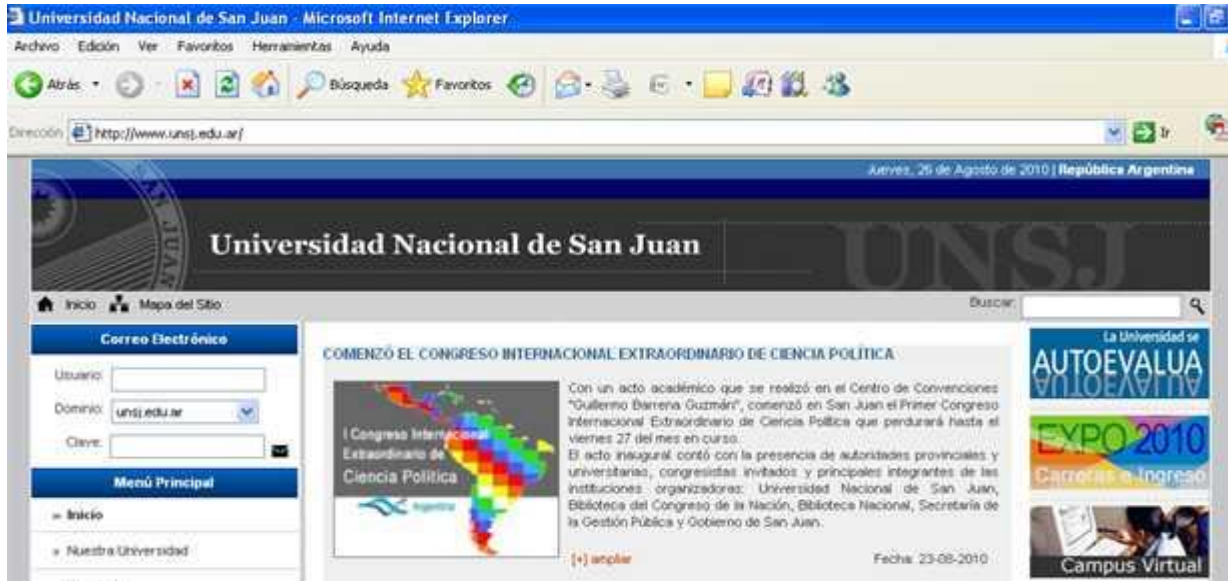 Universidad Nacional de San Juan - Microsoft Internet Explorer
Archivo Edición Ver Favoritos Herramientas Ayuda
Atrás Búsqueda Favoritos
Dirección http://www.unsj.edu.ar/ Ir
Jueves, 26 de Agosto de 2010 | República Argentina
SAN JUAN
Universidad Nacional de San Juan UNSJ
Inicio Mapa del Sitio Buscar:
Correo Electrónico
Usuario:
Dominio: unsj.edu.ar
Clave:
Menú Principal
» Inicio
» Nuestra Universidad
COMENZÓ EL CONGRESO INTERNACIONAL EXTRAORDINARIO DE CIENCIA POLÍTICA
I Congreso Internacional
Extraordinario de
Ciencia Política
Argentina
Con un acto académico que se realizó en el Centro de Convenciones
"Guillermo Barrena Guzmán", comenzó en San Juan el Primer Congreso
Internacional Extraordinario de Ciencia Política que perdurará hasta el
viernes 27 del mes en curso.
El acto inaugural contó con la presencia de autoridades provinciales y
universitarias, congresistas invitados y principales integrantes de las
instituciones organizadoras: Universidad Nacional de San Juan,
Biblioteca del Congreso de la Nación, Biblioteca Nacional, Secretaría de
la Gestión Pública y Gobierno de San Juan.
[+] ampliar Fecha: 23-08-2010
La Universidad se
AUTOEVALUA
EXPO 2010
Carreras e Ingreso
Campus Virtual